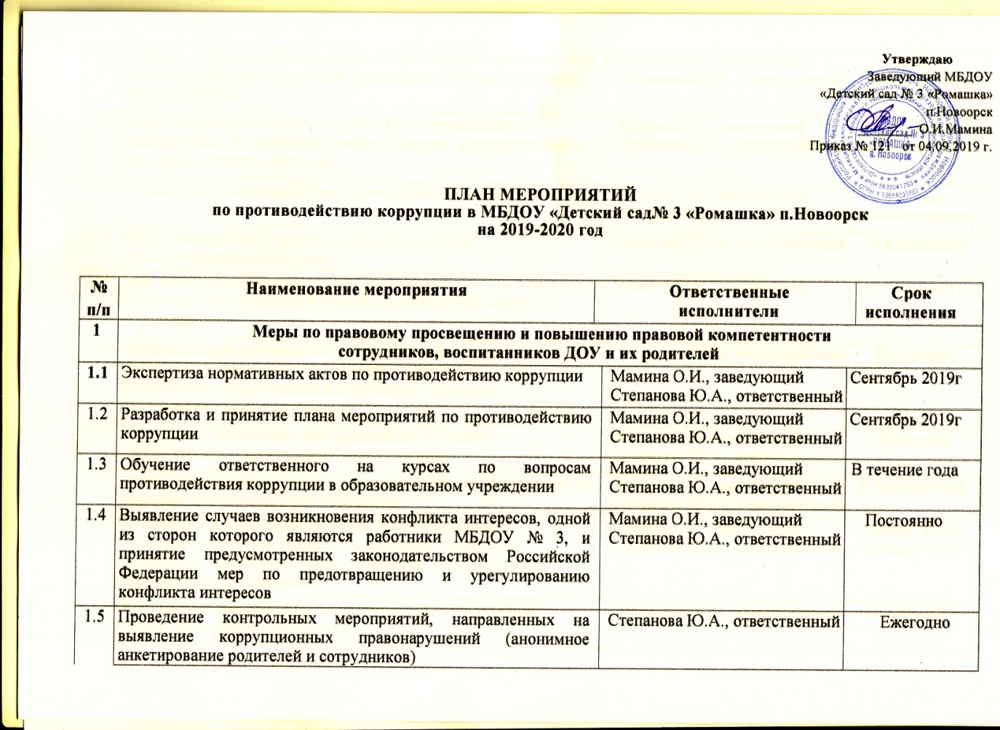 Утверждаю
Заведующий МБДОУ
«Детский сад № 3 «Ромашка»
п.Новоорск
О.И.Мамина
Приказ № 121 от 04.09.2019 г.
МБДОУ
Детский сад № 3
«РОМАШКА»
п. Новоорск
ПЛАН МЕРОПРИЯТИЙ
по противодействию коррупции в МБДОУ «Детский сад№ 3 «Ромашка» п.Новоорск
на 2019-2020 год
№ п/п
Наименование мероприятия
Ответственные
исполнители
Срок
исполнения
1
Меры по правовому просвещению и повышению правовой компетентности
сотрудников, воспитанников ДОУ и их родителей
1.1 Экспертиза нормативных актов по противодействию коррупции
Мамина О.И., заведующий
Степанова Ю.А., ответственный
Сентябрь 2019г
1.2 Разработка и принятие плана мероприятий по противодействию
коррупции
Мамина О.И., заведующий
Степанова Ю.А., ответственный
Сентябрь 2019г
1.3 Обучение ответственного на курсах по вопросам
противодействия коррупции в образовательном учреждении
Мамина О.И., заведующий
Степанова Ю.А., ответственный
В течение года
1.4 Выявление случаев возникновения конфликта интересов, одной
из сторон которого являются работники МБДОУ № 3, и
принятие предусмотренных законодательством Российской
Федерации мер по предотвращению и урегулированию
конфликта интересов
Мамина О.И., заведующий
Степанова Ю.А., ответственный
Постоянно
1.5 Проведение контрольных мероприятий, направленных на
выявление коррупционных правонарушений (анонимное
анкетирование родителей и сотрудников)
Степанова Ю.А., ответственный
Ежегодно